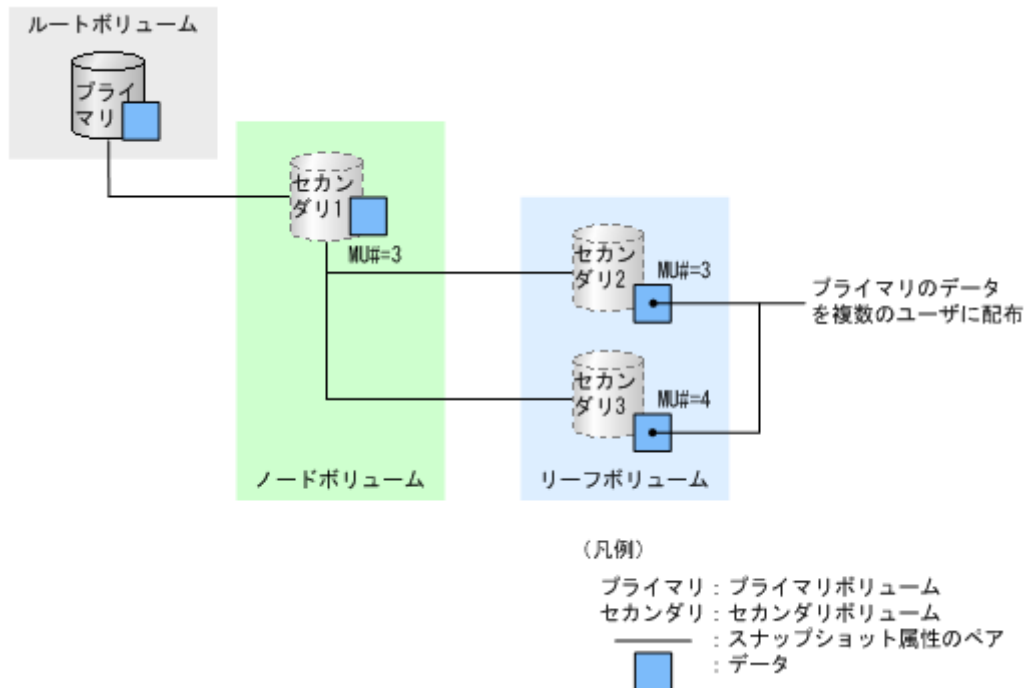 ルートボリューム
プライ
マリ
セカン
ダリ1
MU#=3
セカン
ダリ2
MU#=3
プライマリのデータ
を複数のユーザに配布
セカン
ダリ3
MU#=4
ノードボリューム
リーフボリューム
（凡例）
プライマリ：プライマリボリューム
セカンダリ：セカンダリボリューム
：スナップショット属性のペア
：データ